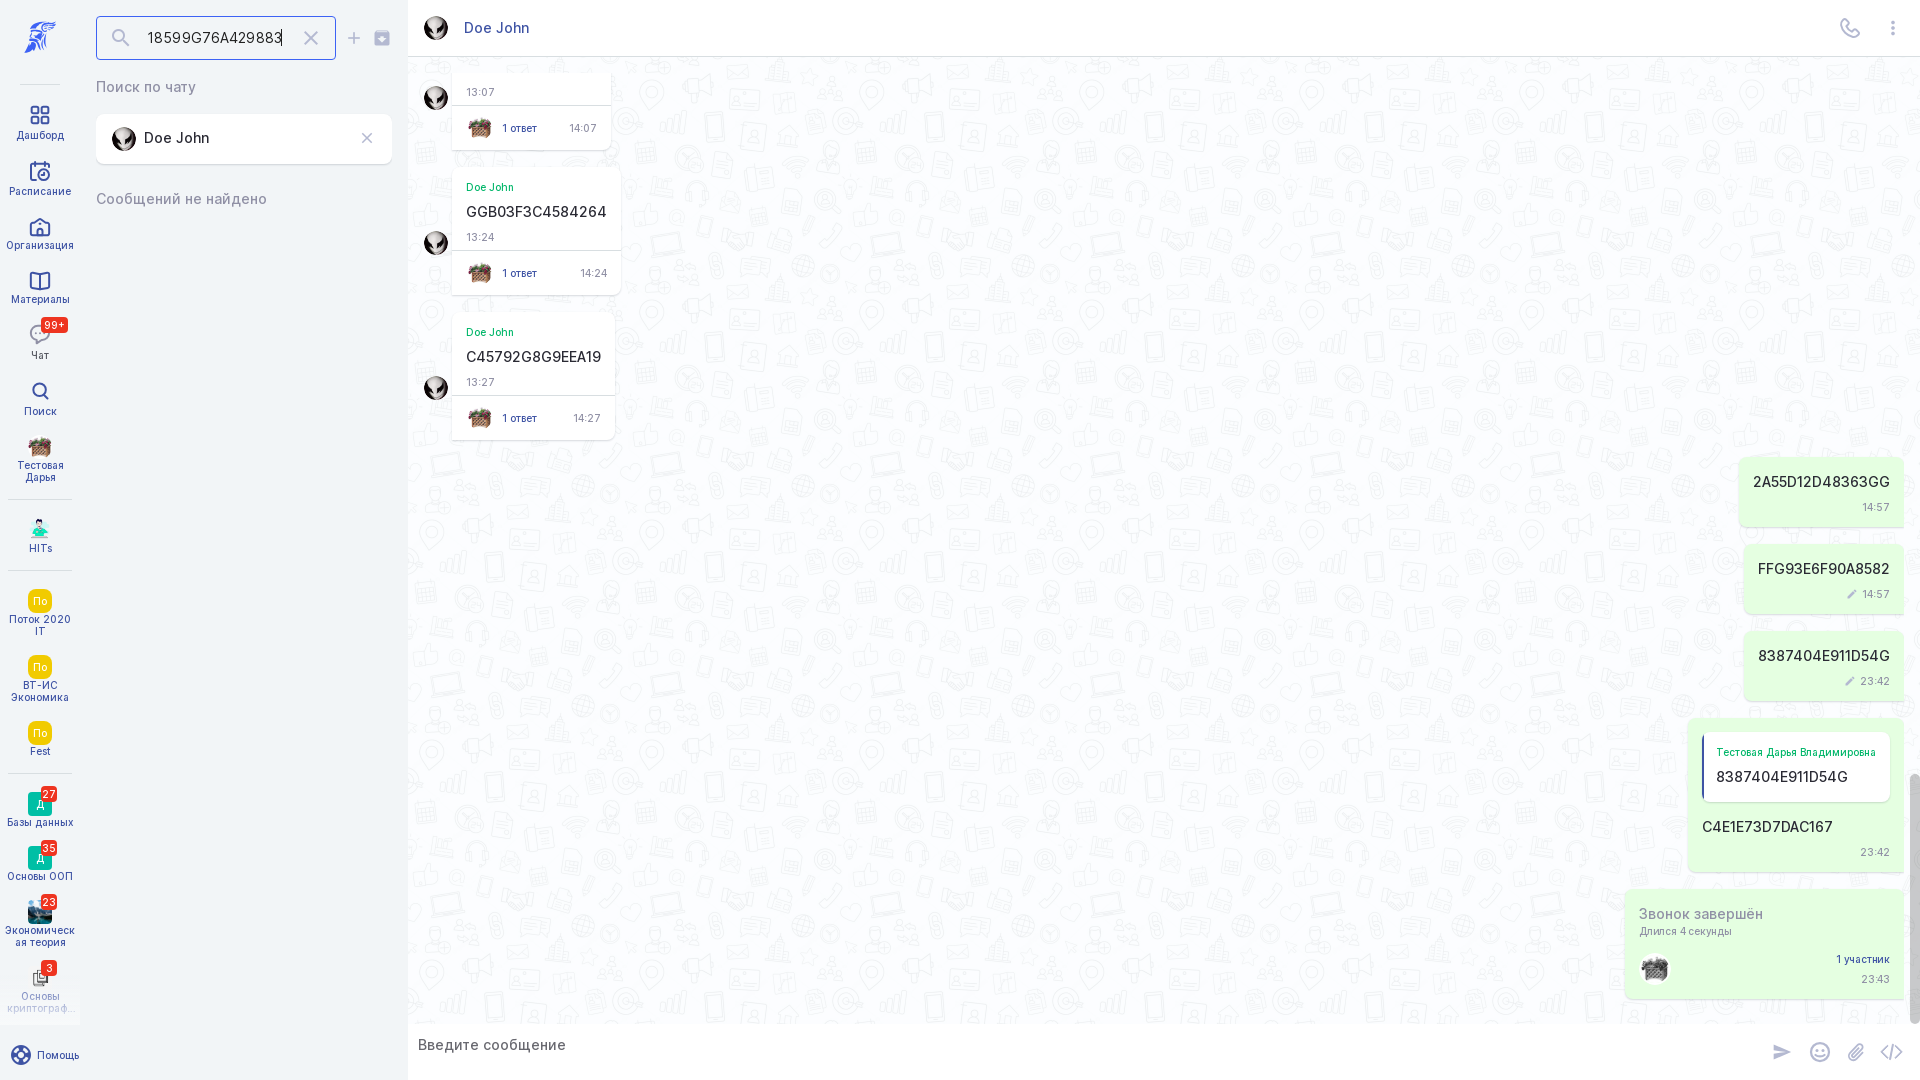 18599G76A429883
Поиск по чату
Doe John
Сообщений не найдено
Дашборд
Расписание
Организация
Материалы
99+
Чат
Поиск
Тестовая
Дарья
HITs
По
Поток 2020
IT
По
ВТ-ИС
Экономика
По
Fest
27
Д
Базы данных
35
Д
Основы ООП
23
Экономическ
ая теория
3
Основы
криптограф...
Помощь
Doe John
13:07
1 ответ 14:07
Doe John
GGB03F3C4584264
13:24
1 ответ 14:24
Doe John
C45792G8G9EEA19
13:27
1 ответ 14:27
2A55D12D48363GG
14:57
FFG93E6F90A8582
14:57
8387404E911D54G
23:42
Тестовая Дарья Владимировна
8387404E911D54G
C4E1E73D7DAC167
23:42
Звонок завершён
Длился 4 секунды
1 участник
23:43
Введите сообщение